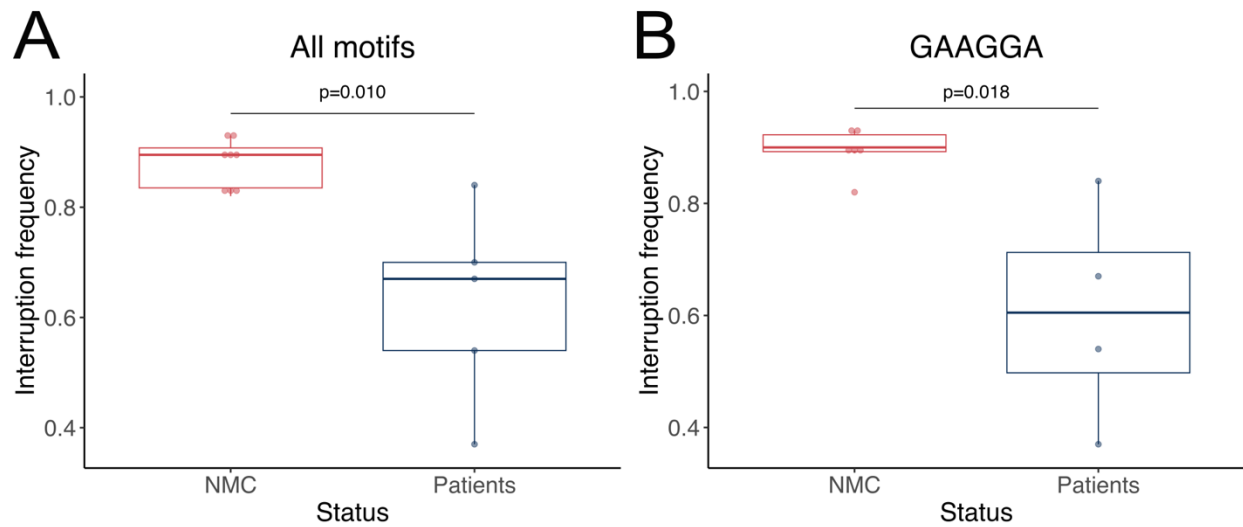 A
All motifs
p=0.010
Interruption frequency
1.0
0.8
0.6
0.4
NMC
Patients
Status
B
GAAGGA
p=0.018
Interruption frequency
1.0
0.8
0.6
0.4
NMC
Patients
Status